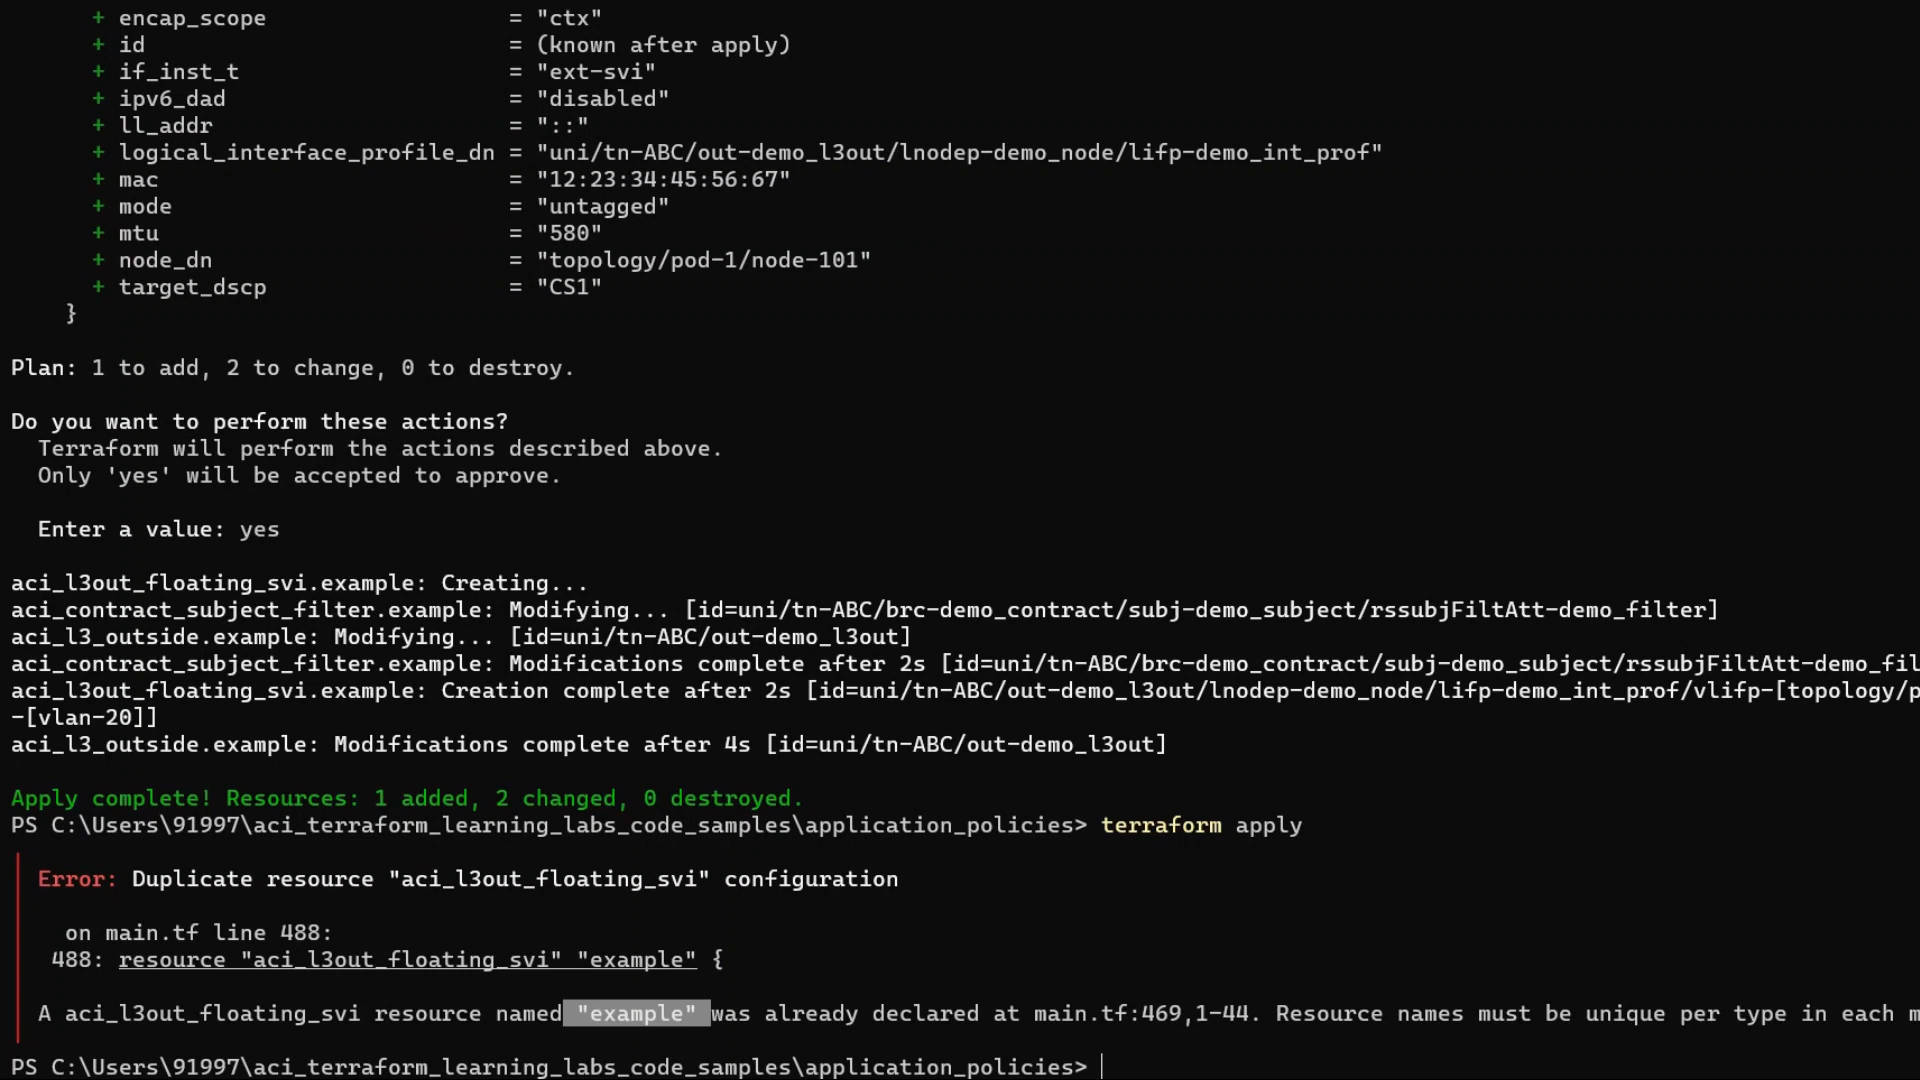 + encap_scope = "ctx"
+ id = (known after apply)
+ if_inst_t = "ext-svi"
+ ipv6_dad = "disabled"
+ ll_addr = "::"
+ logical_interface_profile_dn = "uni/tn-ABC/out-demo_l3out/lnodep-demo_node/lifp-demo_int_prof"
+ mac = "12:23:34:45:56:67"
+ mode = "untagged"
+ mtu = "580"
+ node_dn = "topology/pod-1/node-101"
+ target_dscp = "CS1"
}
Plan: 1 to add, 2 to change, 0 to destroy.
Do you want to perform these actions?
Terraform will perform the actions described above.
Only 'yes' will be accepted to approve.
Enter a value: yes
aci_l3out_floating_svi.example: Creating...
aci_contract_subject_filter.example: Modifying... [id=uni/tn-ABC/brc-demo_contract/subj-demo_subject/rssubjFiltAtt-demo_filter]
aci_l3_outside.example: Modifying... [id=uni/tn-ABC/out-demo_l3out]
aci_contract_subject_filter.example: Modifications complete after 2s [id=uni/tn-ABC/brc-demo_contract/subj-demo_subject/rssubjFiltAtt-demo_fil
aci_l3out_floating_svi.example: Creation complete after 2s [id=uni/tn-ABC/out-demo_l3out/lnodep-demo_node/lifp-demo_int_prof/vlifp-[topology/p
-[vlan-20]]
aci_l3_outside.example: Modifications complete after 4s [id=uni/tn-ABC/out-demo_l3out]
Apply complete! Resources: 1 added, 2 changed, 0 destroyed.
PS C:\Users\91997\aci_terraform_learning_labs_code_samples\application_policies> terraform apply
Error: Duplicate resource "aci_l3out_floating_svi" configuration
on main.tf line 488:
488: resource "aci_l3out_floating_svi" "example" {
A aci_l3out_floating_svi resource named "example" was already declared at main.tf:469,1-44. Resource names must be unique per type in each m
PS C:\Users\91997\aci_terraform_learning_labs_code_samples\application_policies>